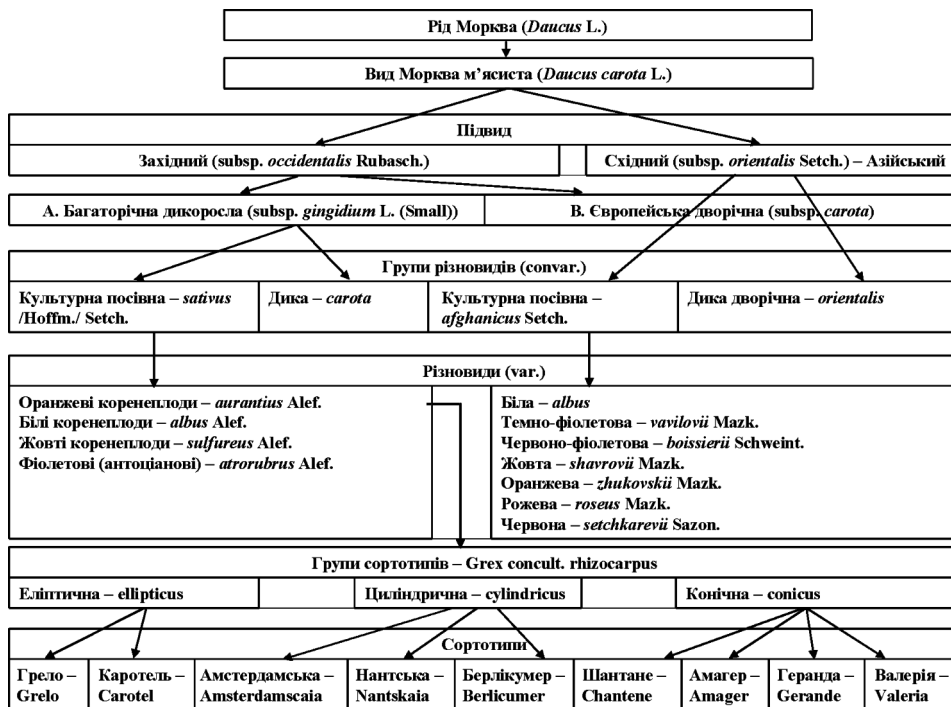 Рід Морква (Daucus L.)
Вид Морква м’ясиста (Daucus carota L.)
Підвид
Західний (subsp. occidentalis Rubasch.)
Східний (subsp. orientalis Setch.) – Азійський
А. Багаторічна дикоросла (subsp. gingidium L. (Small))
В. Європейська дворічна (subsp. carota)
Групи різновидів (convar.)
Культурна посівна – sativus
/Hoffm./ Setch.
Дика – carota
Культурна посівна –
afghanicus Setch.
Дика дворічна – orientalis
Різновиди (var.)
Оранжеві коренеплоди – aurantius Alef.
Білі коренеплоди – albus Alef.
Жовті коренеплоди – sulfureus Alef.
Фіолетові (антоціанові) – atrorubrus Alef.
Біла – albus
Темно-фіолетова – vavilovii Mazk.
Червоно-фіолетова – boissierii Schweint.
Жовта – shavrovii Mazk.
Оранжева – zhukovskii Mazk.
Рожева – roseus Mazk.
Червона – setchkarevii Sazon.
Групи сортотипів – Grex concult. rhizocarpus
Еліптична – ellipticus
Циліндрична – cylindricus
Конічна – conicus
Сортотипи
Грело –
Grelo
Каротель –
Carotel
Амстердамська –
Amsterdamscaia
Нантська –
Nantskaia
Берлікумер –
Berlicumer
Шантане –
Chantene
Амагер –
Amager
Геранда –
Gerande
Валерія –
Valeria